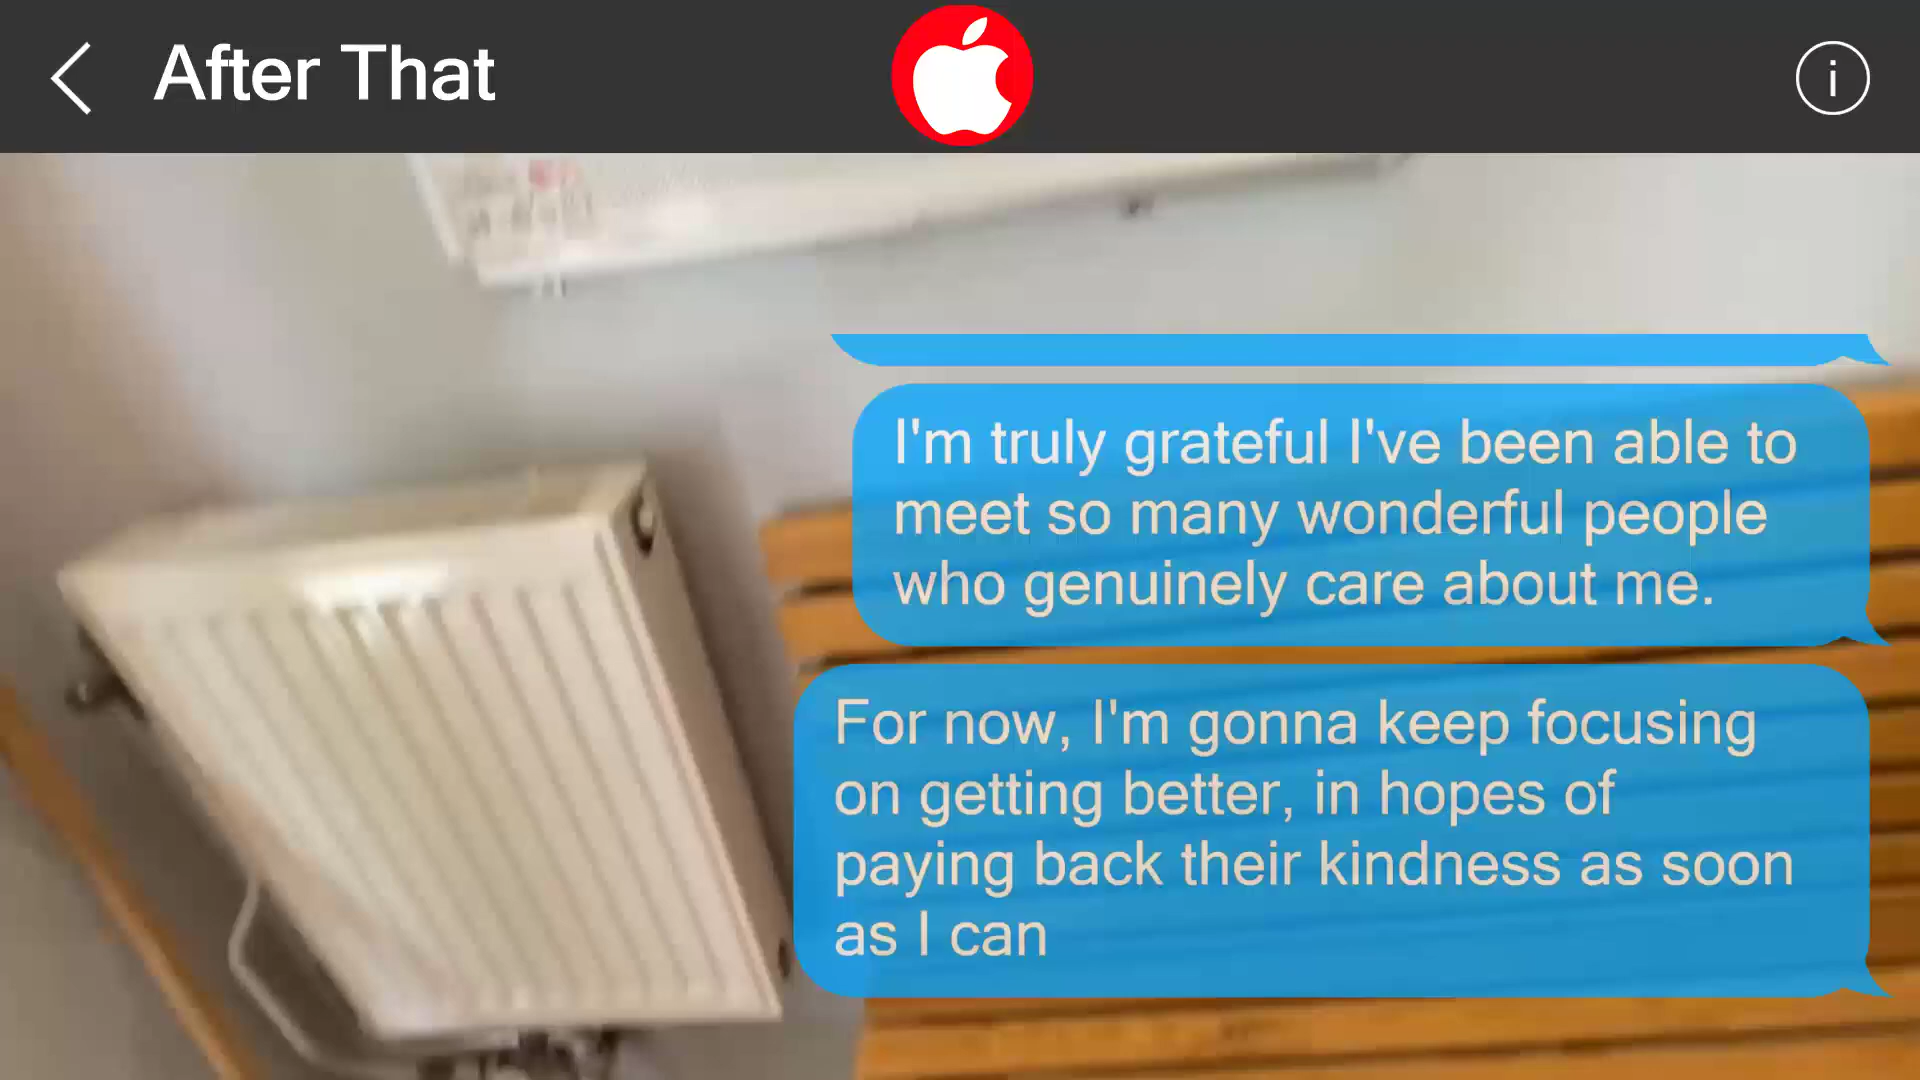 After That
I'm truly grateful I've been able to
meet so many wonderful people
who genuinely care about me.
For now, I'm gonna keep focusing
on getting better, in hopes of
paying back their kindness as soon
as I can